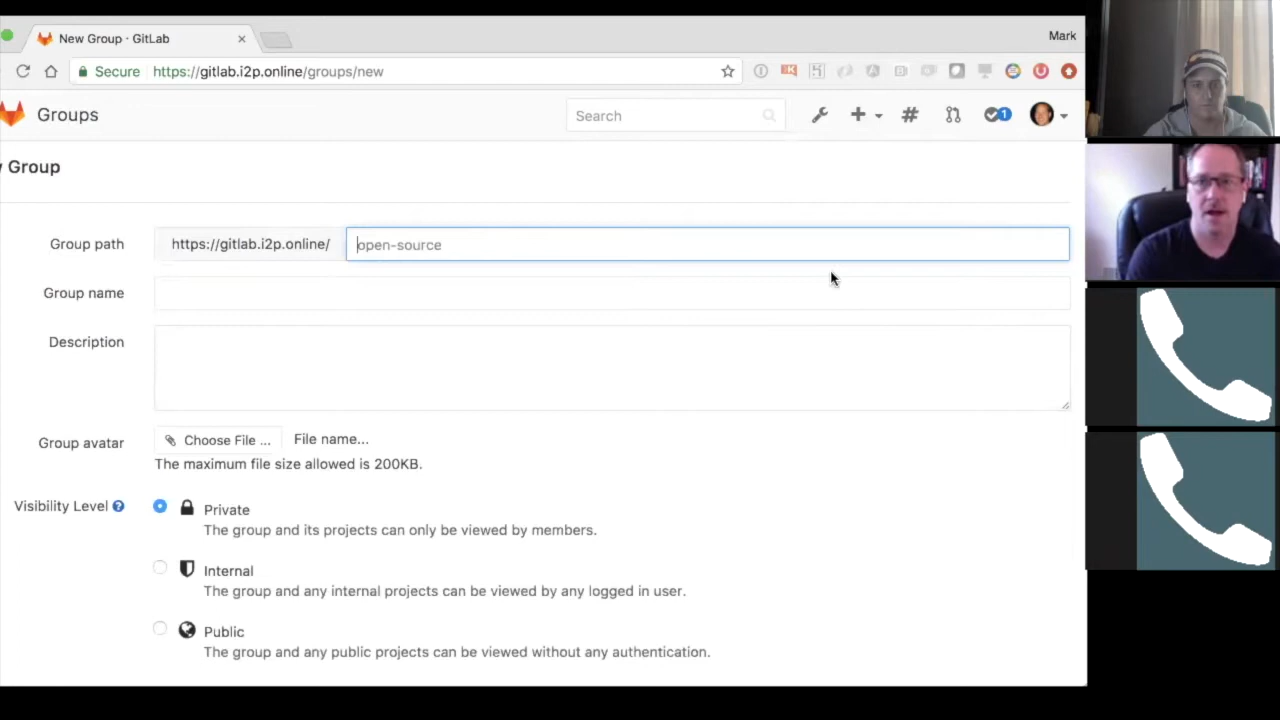 New Group · GitLab
Mark
Secure https://gitlab.i2p.online/groups/new
Groups
Search
1
Group
Group path
https://gitlab.i2p.online/
open-source
Group name
Description
Group avatar
Choose File ...
File name...
The maximum file size allowed is 200KB.
Visibility Level
Private
The group and its projects can only be viewed by members.
Internal
The group and any internal projects can be viewed by any logged in user.
Public
The group and any public projects can be viewed without any authentication.